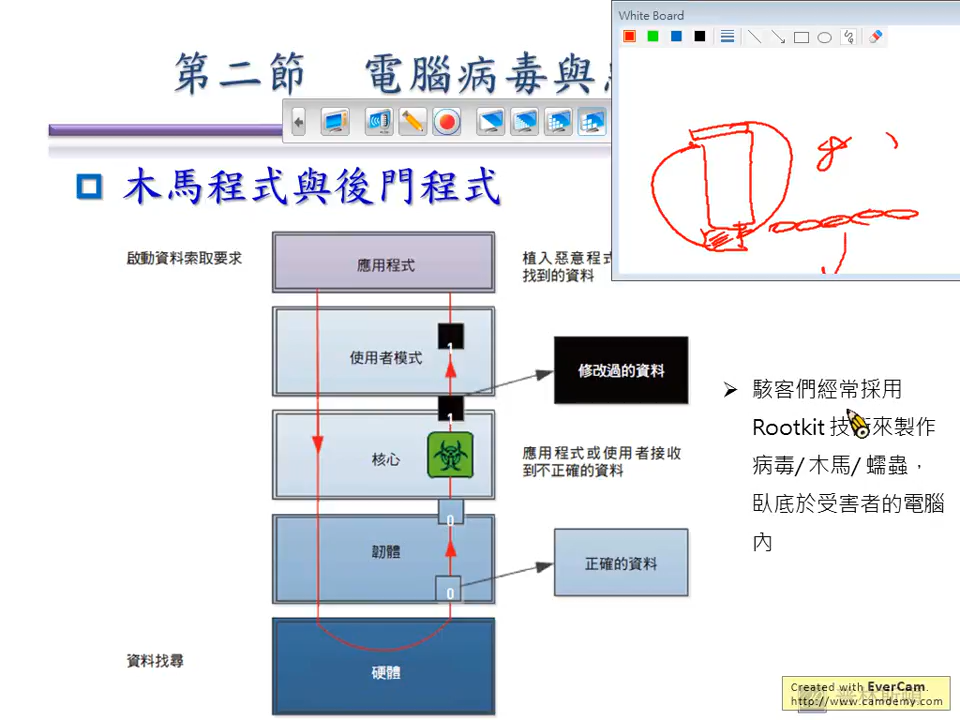 White Board
第二節 電腦病毒與
木馬程式與後門程式
啟動資料索取要求
應用程式
植入惡意程式
找到的資料
使用者模式
1
修改過的資料
1
核心
應用程式或使用者接收
到不正確的資料
0
韌體
正確的資料
0
資料找尋
硬體
駭客們經常採用
Rootkit 技術來製作
病毒/ 木馬/ 蠕蟲，
臥底於受害者的電腦
內
Created with EverCam.
http://www.camdemy.com